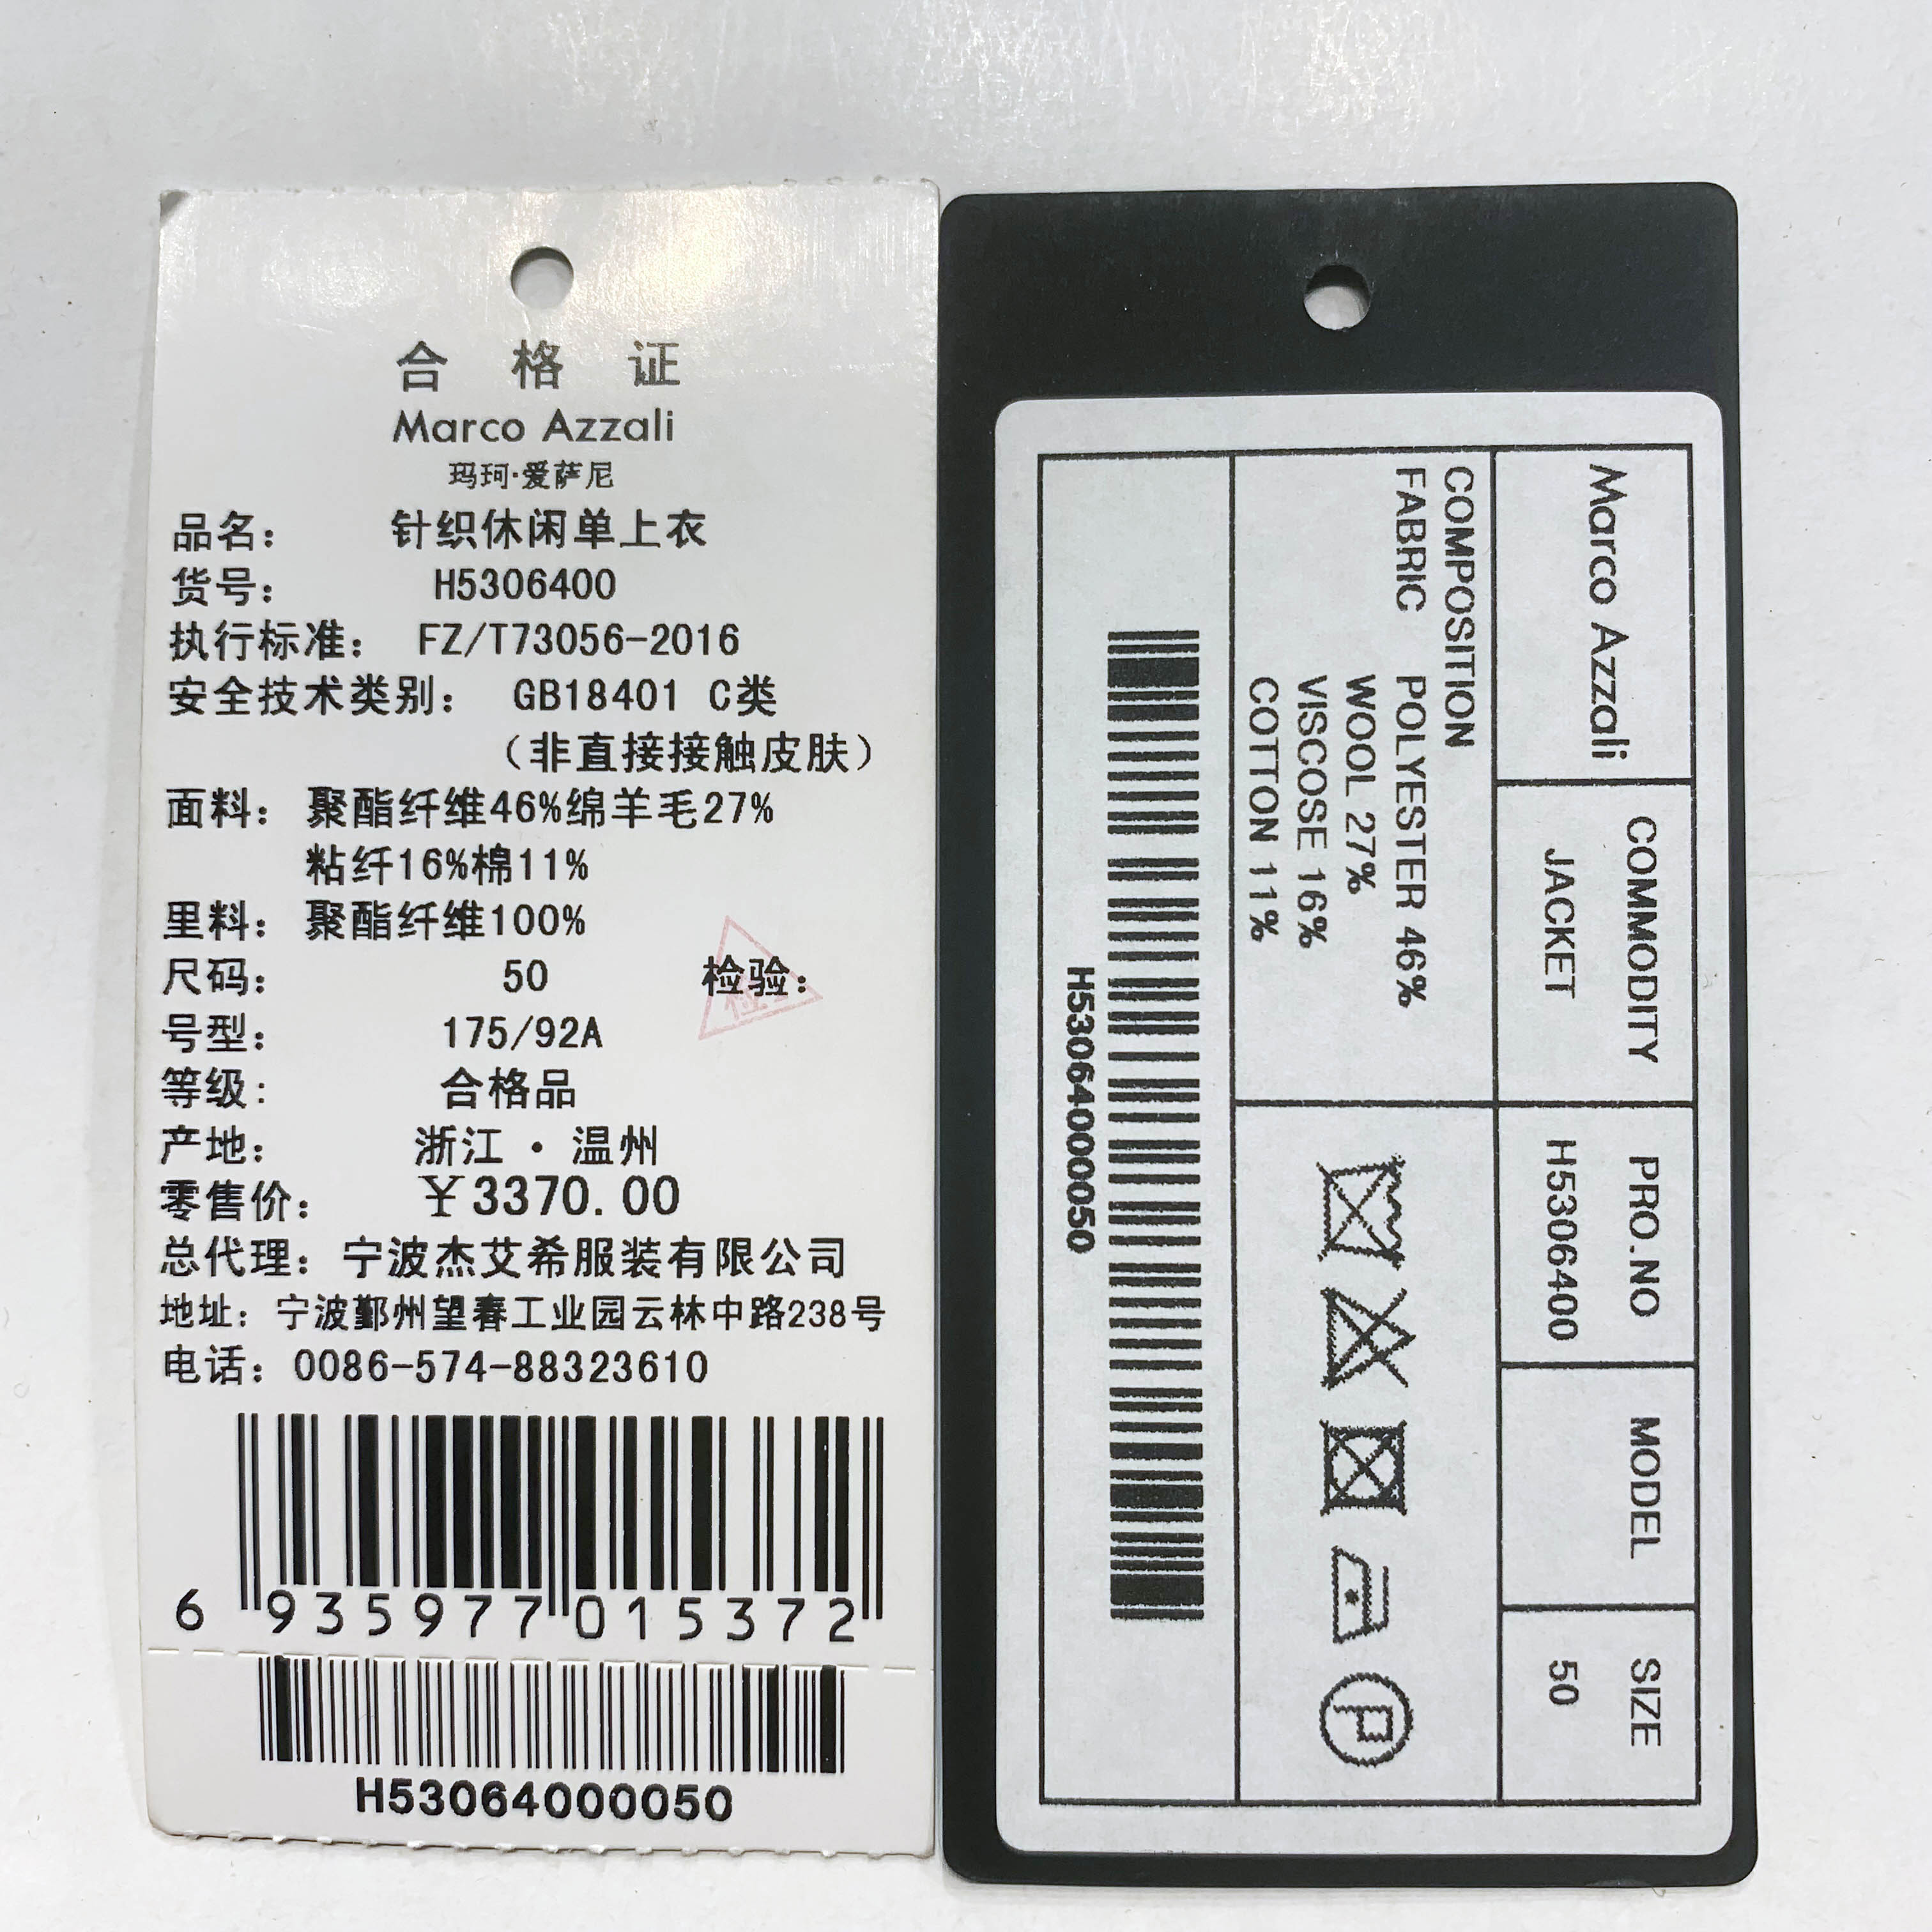 合格证
Marco Azzali
玛珂·爱萨尼
品名： 针织休闲单上衣
货号： H5306400
执行标准： FZ/T73056-2016
安全技术类别： GB18401 C类
（非直接接触皮肤）
面料： 聚酯纤维46%绵羊毛27%
粘纤16%棉11%
里料： 聚酯纤维100%
尺码： 50 检验：
号型： 175/92A
等级： 合格品
产地： 浙江·温州
零售价： ￥3370.00
总代理： 宁波杰艾希服装有限公司
地址： 宁波鄞州望春工业园云林中路238号
电话： 0086-574-88323610
6 935977 015372
H53064000050
Marco Azzali COMMODITY PRO.NO MODEL SIZE
JACKET H5306400 50
COMPOSITION
FABRIC POLYESTER 46%
WOOL 27%
VISCOSE 16%
COTTON 11%
P
H53064000050